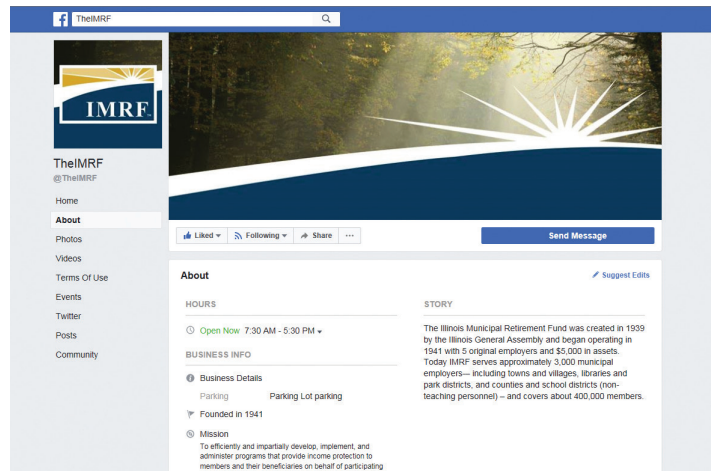 TheIMRF
IMRF
TheIMRF
@TheIMRF
Home
About
Photos
Videos
Terms Of Use
Events
Twitter
Posts
Community
Liked
Following
Share
Send Message
About
Suggest Edits
HOURS
Open Now 7:30 AM - 5:30 PM
BUSINESS INFO
Business Details
Parking Parking Lot parking
Founded in 1941
Mission
To efficiently and impartially develop, implement, and
administer programs that provide income protection to
members and their beneficiaries on behalf of participating
STORY
The Illinois Municipal Retirement Fund was created in 1939
by the Illinois General Assembly and began operating in
1941 with 5 original employers and $5,000 in assets.
Today IMRF serves approximately 3,000 municipal
employers— including towns and villages, libraries and
park districts, and counties and school districts (non-
teaching personnel) – and covers about 400,000 members.